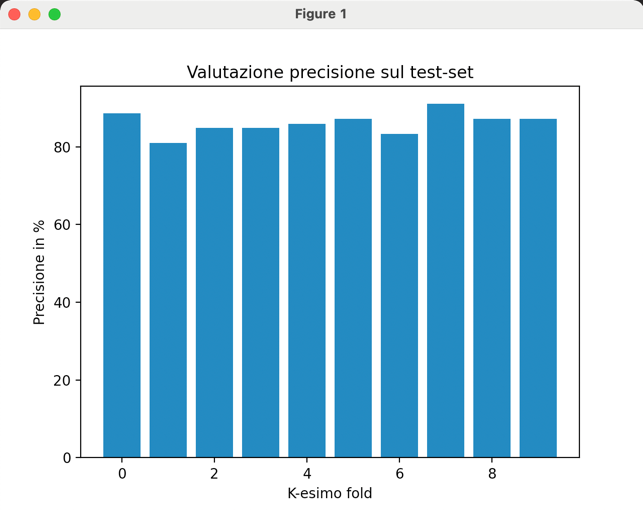 Figure 1
Valutazione precisione sul test-set
80
60
40
20
0
Precisione in %
0 2 4 6 8
K-esimo fold